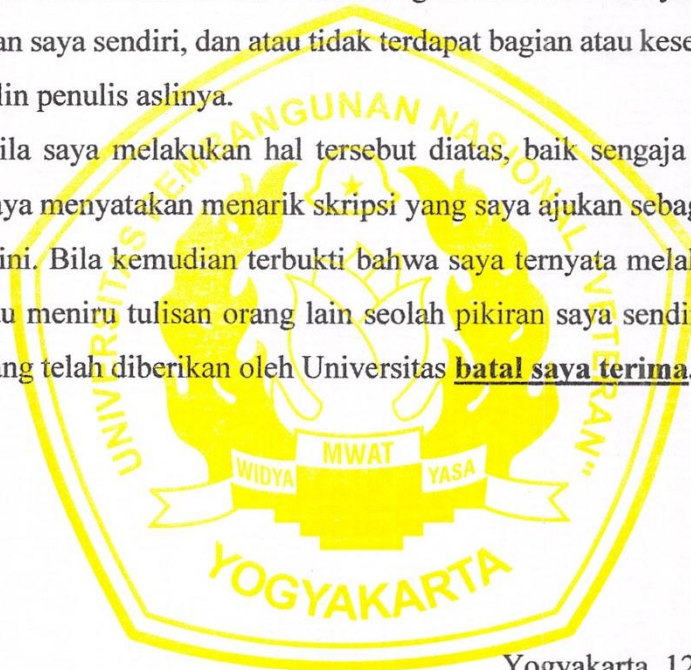 an saya sendiri, dan atau tidak terdapat bagian atau kese
lin penulis aslinya.
ila saya melakukan hal tersebut diatas, baik sengaja
aya menyatakan menarik skripsi yang saya ajukan sebag
ini. Bila kemudian terbukti bahwa saya ternyata melal
u meniru tulisan orang lain seolah pikiran saya sendi
ang telah diberikan oleh Universitas batal saya terima.
UNIVERSITAS PEMBANGUNAN NASIONAL "VETERAN"
WIDYA MWAT YASA
YOGYAKARTA
Yogyakarta, 12